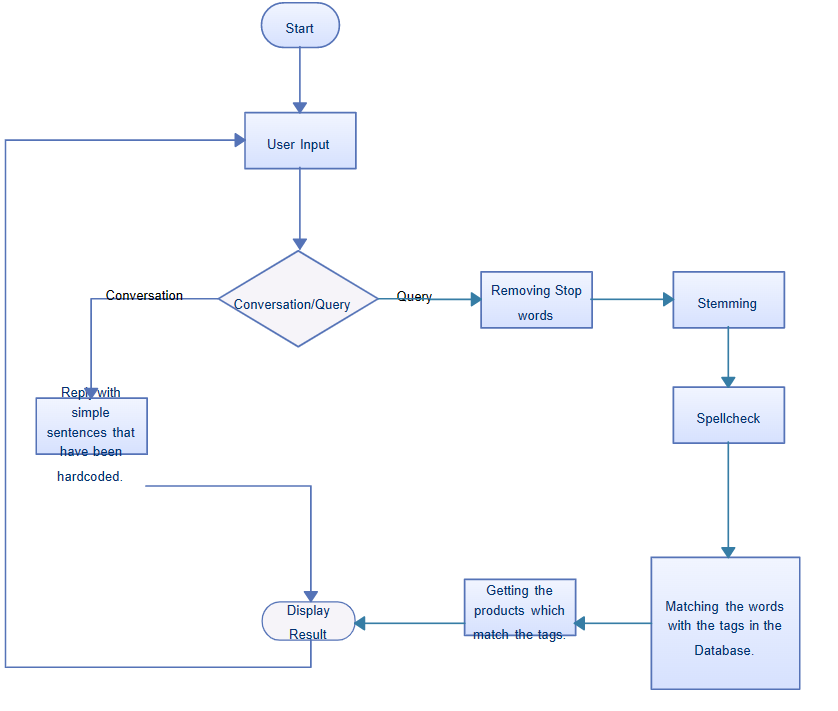 Start
User Input
Conversation
Conversation/Query
Query
Removing Stop
words
Stemming
Reply with
simple
sentences that
have been
hardcoded.
Spellcheck
Display
Result
Getting the
products which
match the tags.
Matching the words
with the tags in the
Database.